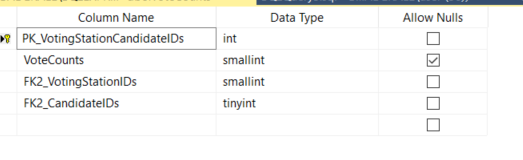 Column Name Data Type Allow Nulls
PK_VotingStationCandidateIDs int
VoteCounts smallint
FK2_VotingStationIDs smallint
FK2_CandidateIDs tinyint